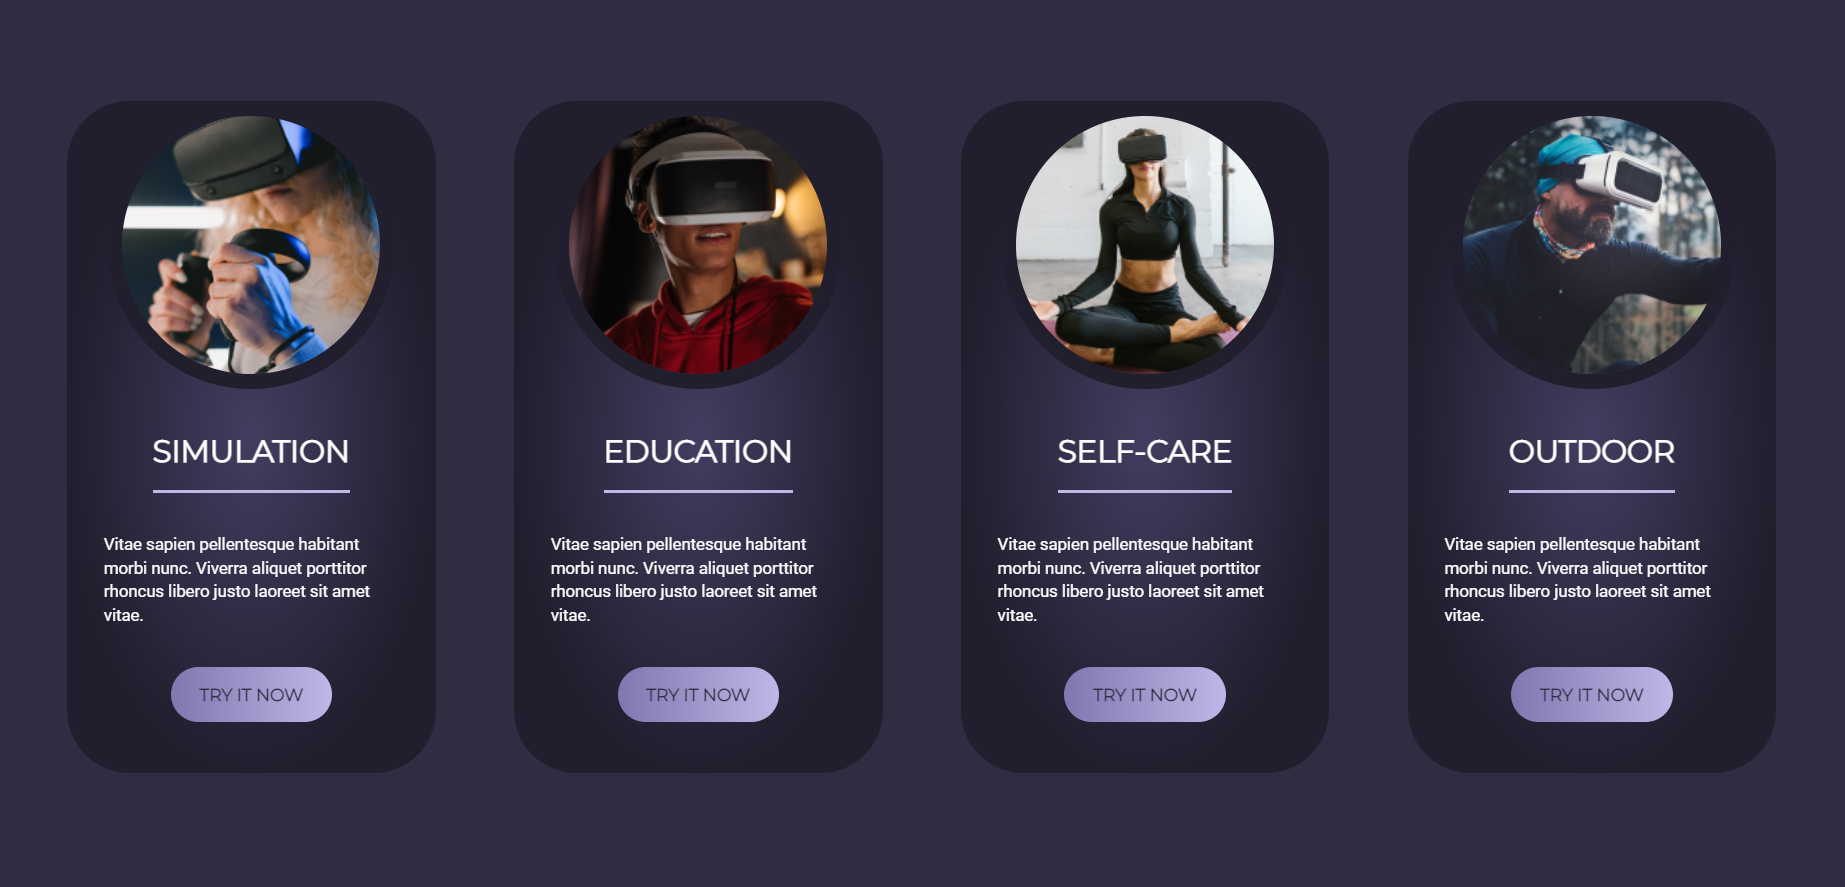 SIMULATION
Vitae sapien pellentesque habitant
morbi nunc. Viverra aliquet porttitor
rhoncus libero justo laoreet sit amet
vitae.
TRY IT NOW
EDUCATION
Vitae sapien pellentesque habitant
morbi nunc. Viverra aliquet porttitor
rhoncus libero justo laoreet sit amet
vitae.
TRY IT NOW
SELF-CARE
Vitae sapien pellentesque habitant
morbi nunc. Viverra aliquet porttitor
rhoncus libero justo laoreet sit amet
vitae.
TRY IT NOW
OUTDOOR
Vitae sapien pellentesque habitant
morbi nunc. Viverra aliquet porttitor
rhoncus libero justo laoreet sit amet
vitae.
TRY IT NOW